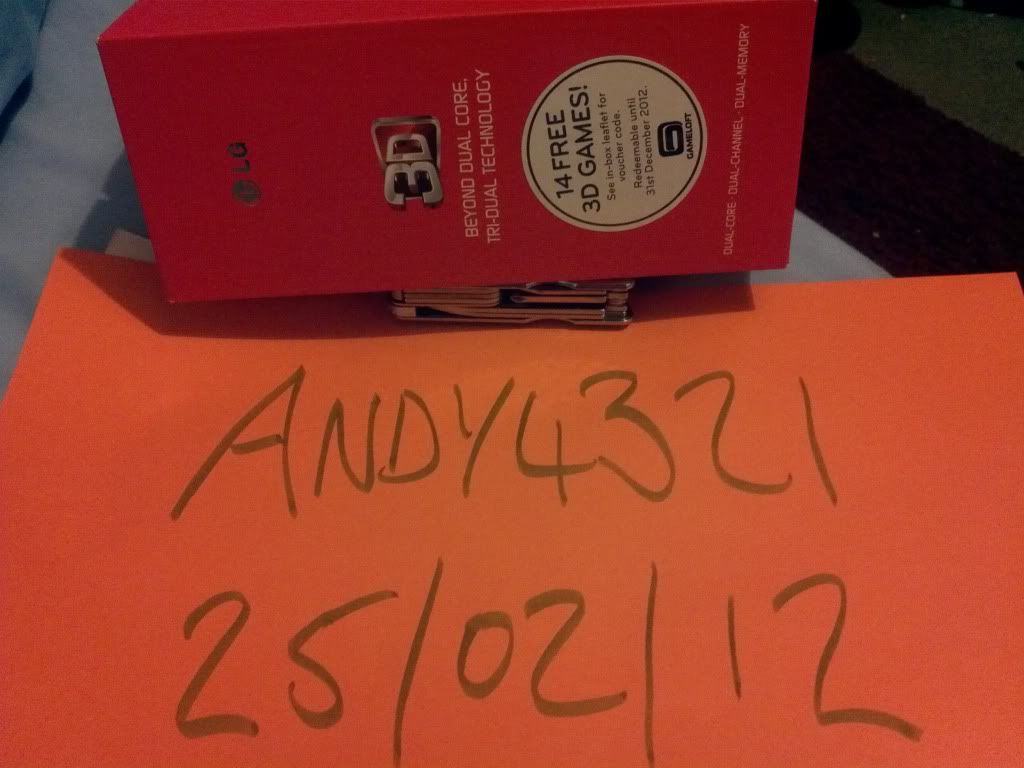 LG
3D
BEYOND DUAL CORE,
TRI-DUAL TECHNOLOGY
14 FREE
3D GAMES!
See in-box leaflet for
voucher code.
Redeemable until
31st December 2012.
GAMELOFT
DUAL-CORE · DUAL-CHANNEL · DUAL-MEMORY
ANDY4321
25/02/12